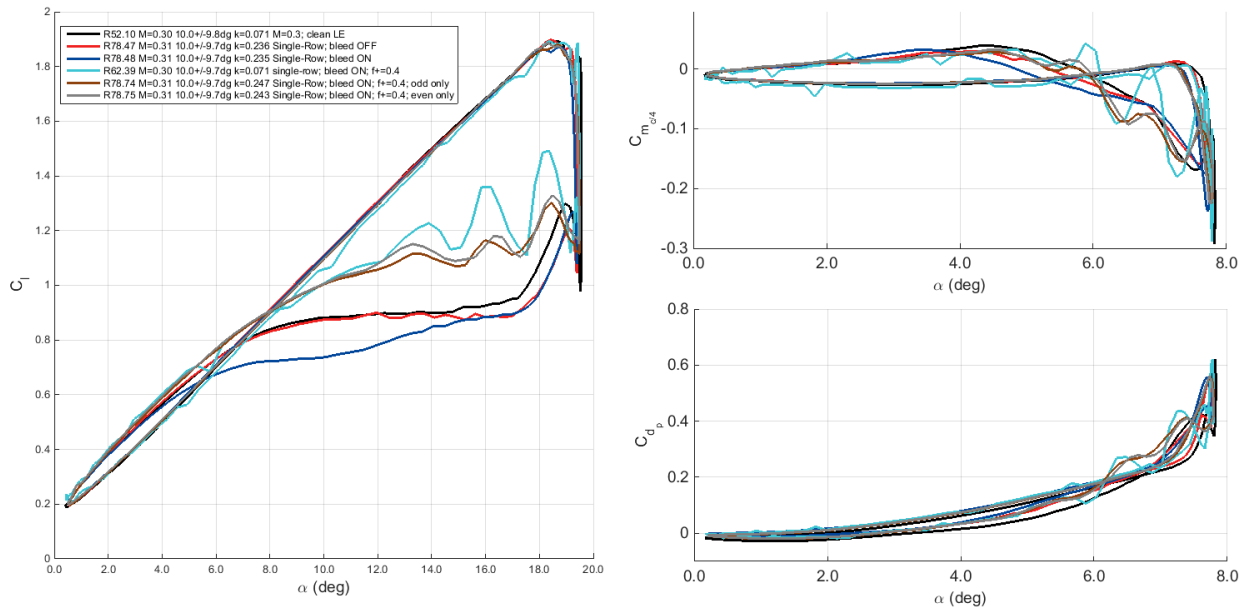 2
R52.10 M=0.30 10.0+/-9.8dg k=0.071 M=0.3; clean LE
R78.47 M=0.31 10.0+/-9.7dg k=0.236 Single-Row; bleed OFF
R78.48 M=0.31 10.0+/-9.7dg k=0.235 Single-Row; bleed ON
R62.39 M=0.30 10.0+/-9.7dg k=0.071 single-row; bleed ON; f+=0.4
R78.74 M=0.31 10.0+/-9.7dg k=0.247 Single-Row; bleed ON; f+=0.4; odd only
R78.75 M=0.31 10.0+/-9.7dg k=0.243 Single-Row; bleed ON; f+=0.4; even only
1.8
1.6
1.4
1.2
1
0.8
0.6
0.4
0.2
0
C_l
0.0 2.0 4.0 6.0 8.0 10.0 12.0 14.0 16.0 18.0 20.0
α (deg)
0
-0.1
-0.2
-0.3
C_m_c/4
2.0 4.0 6.0 8.0
α (deg)
0.8
0.6
0.4
0.2
0
C_d_p
2.0 4.0 6.0 8.0
α (deg)